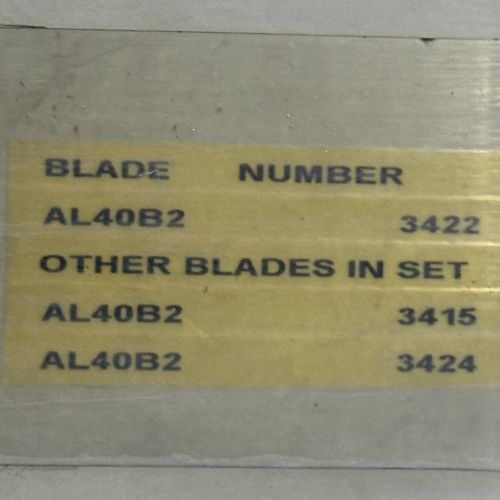 BLADE NUMBER
AL40B2 3422
OTHER BLADES IN SET
AL40B2 3415
AL40B2 3424